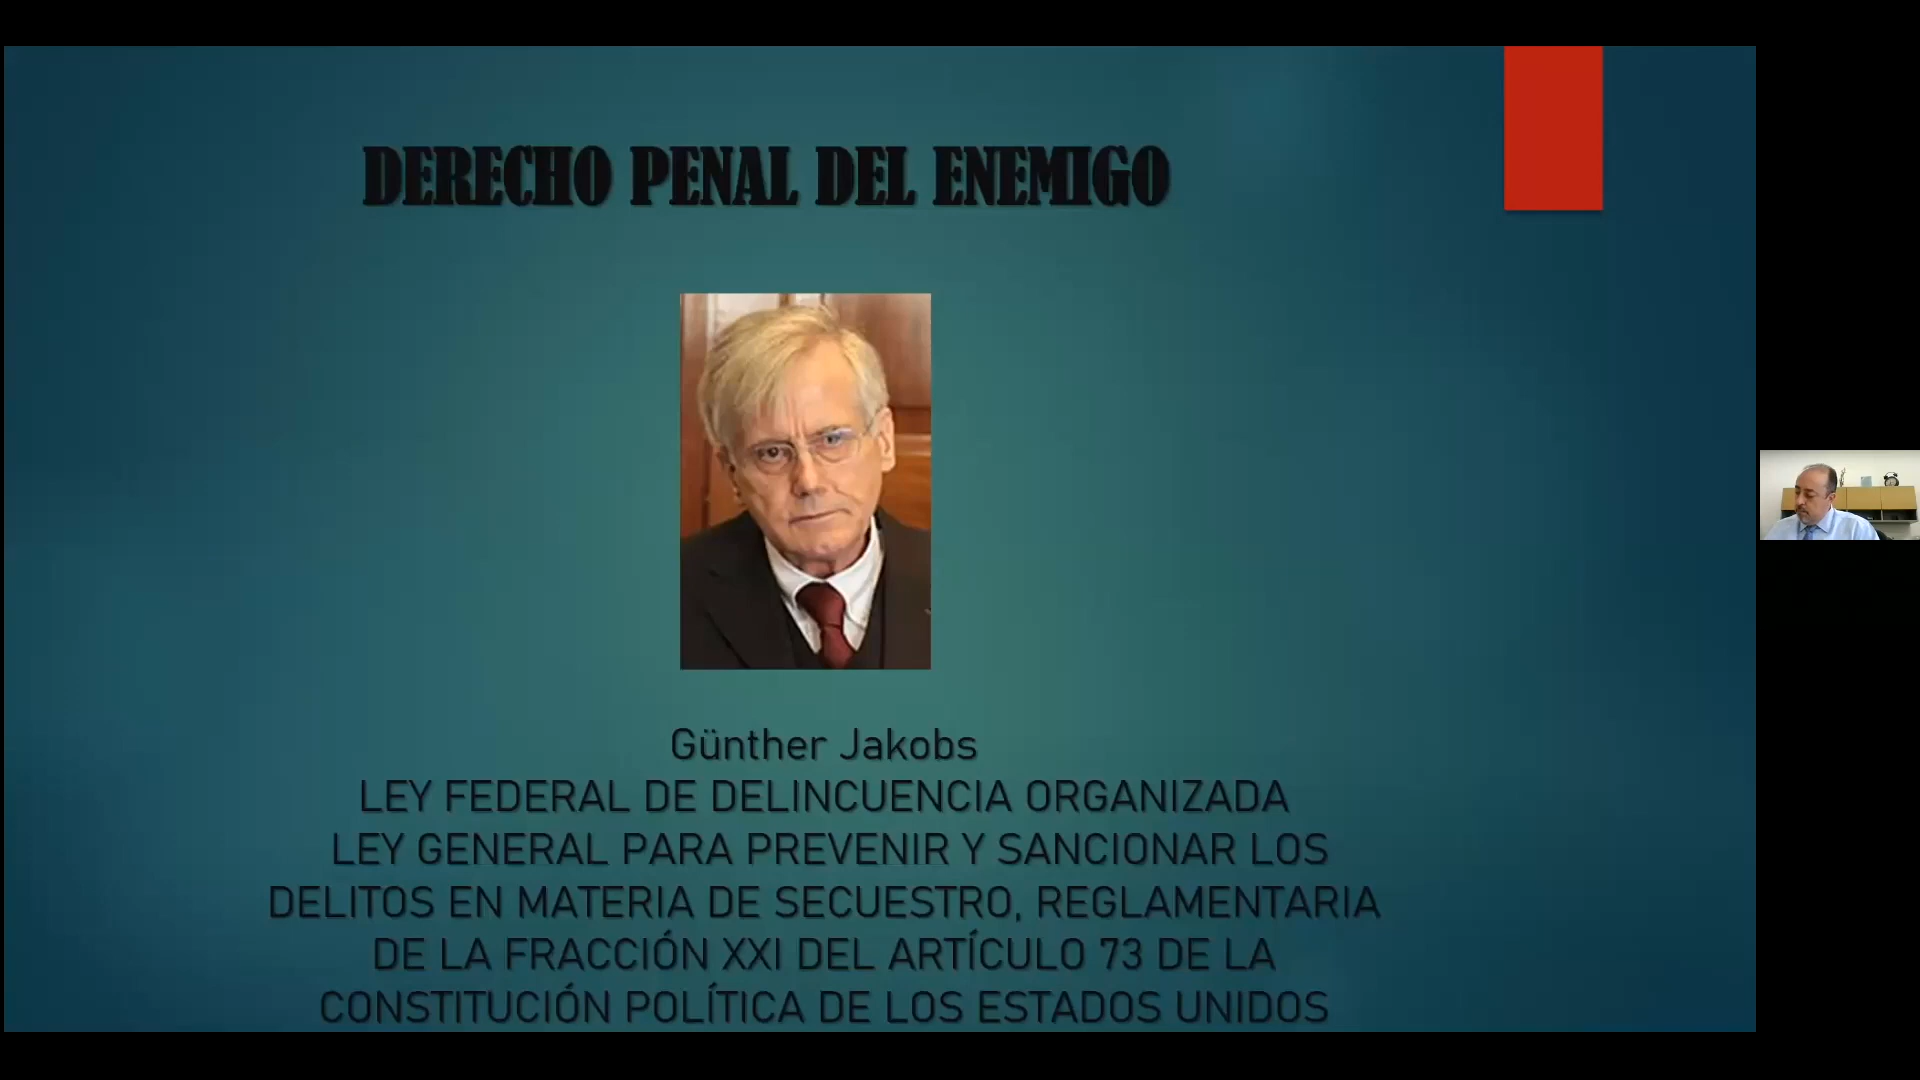 DERECHO PENAL DEL ENEMIGO
Günther Jakobs
LEY FEDERAL DE DELINCUENCIA ORGANIZADA
LEY GENERAL PARA PREVENIR Y SANCIONAR LOS
DELITOS EN MATERIA DE SECUESTRO, REGLAMENTARIA
DE LA FRACCIÓN XXI DEL ARTÍCULO 73 DE LA
CONSTITUCIÓN POLÍTICA DE LOS ESTADOS UNIDOS